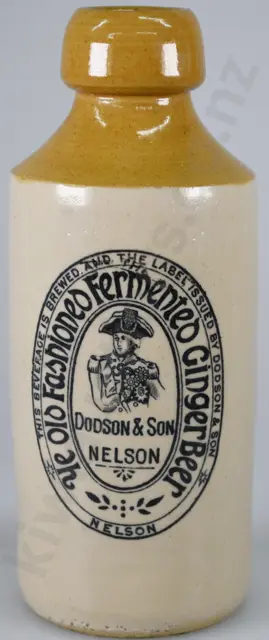 THIS BEVERAGE IS BREWED AND THE LABEL ISSUED BY DODSON & SON
NELSON
Ye Old Fashioned Fermented Ginger Beer
DODSON & SON
NELSON